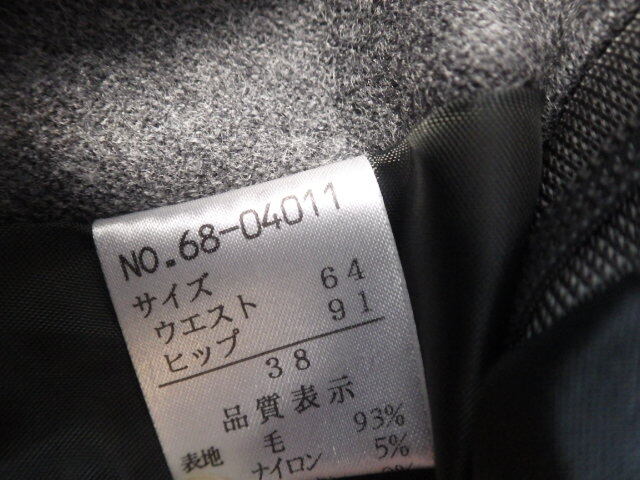 NO.68-04011
サイズ
ウエスト 64
ヒップ 91
38
品質表示
表地 毛 93%
ナイロン 5%